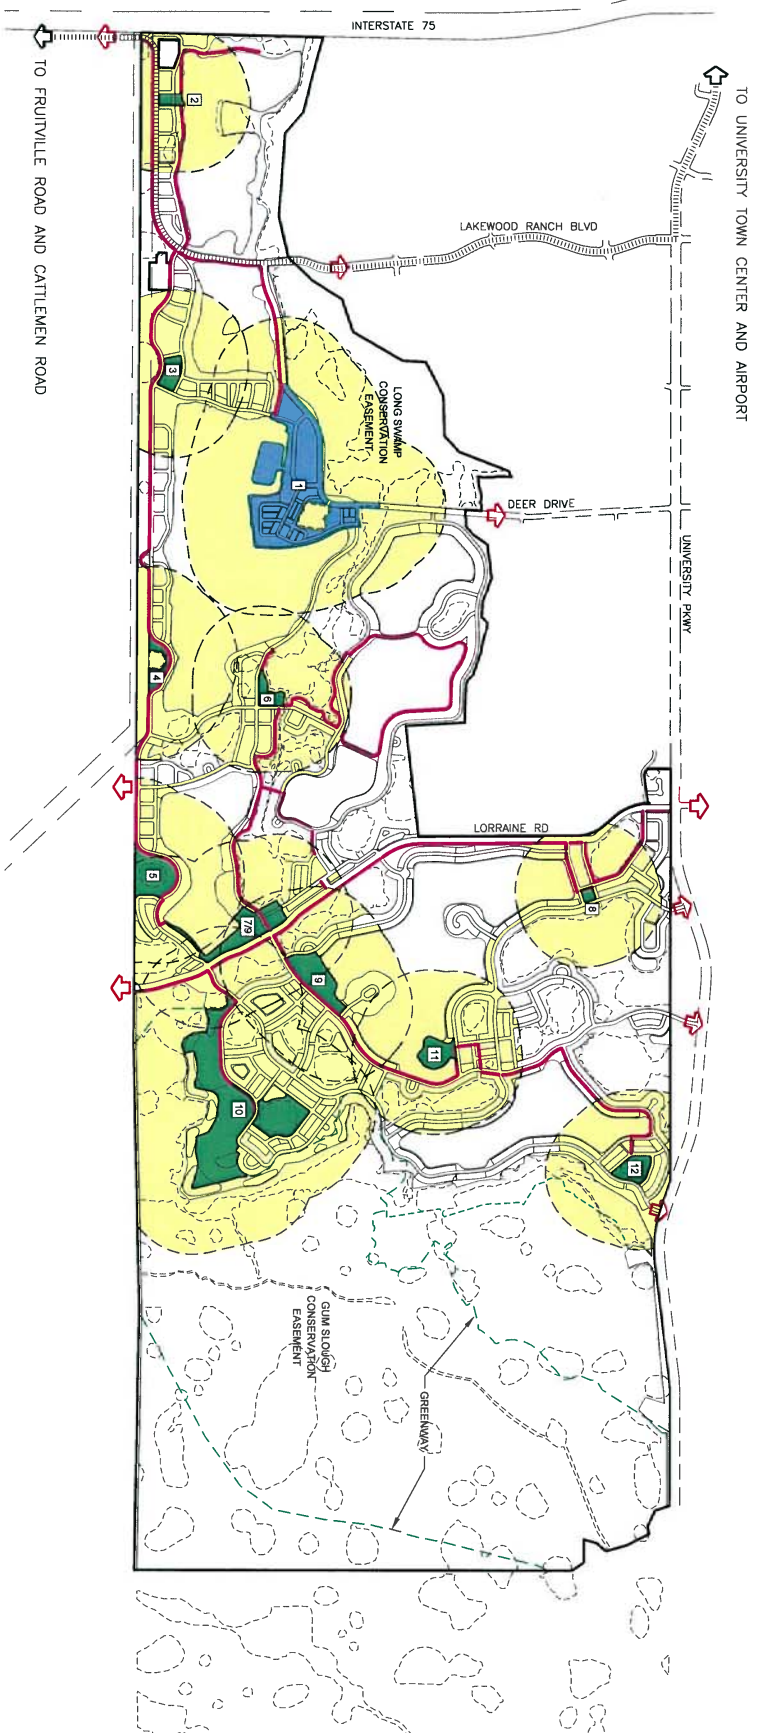 INTERSTATE 75
TO FRUITVILLE ROAD AND CATTLEMEN ROAD
TO UNIVERSITY TOWN CENTER AND AIRPORT
2
LAKEWOOD RANCH BLVD
3
LONG SWAMP
CONSERVATION
EASEMENT
1
DEER DRIVE
UNIVERSITY PKWY
4
6
LORRAINE RD
5
7/9
8
9
11
10
12
GUM SLOUGH
CONSERVATION
EASEMENT
GREENWAY